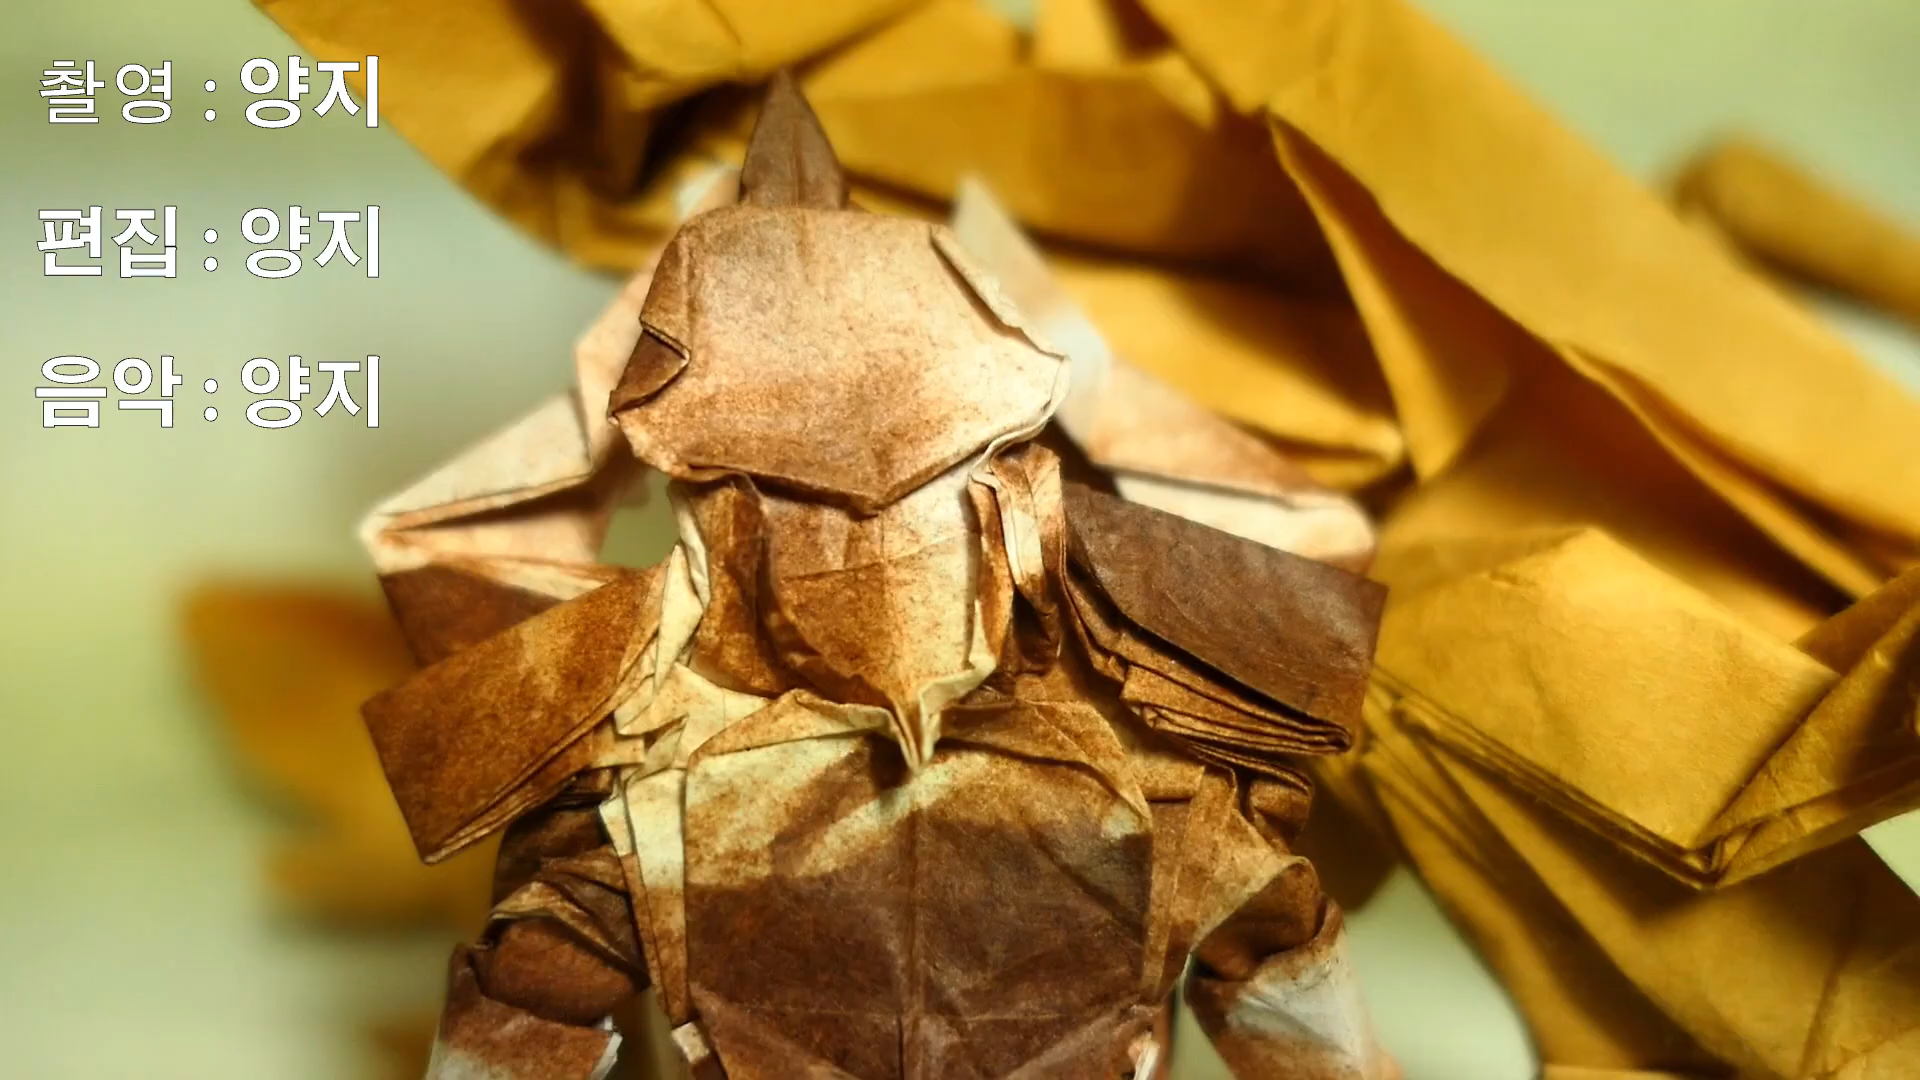 촬영 : 양지
편집 : 양지
음악 : 양지